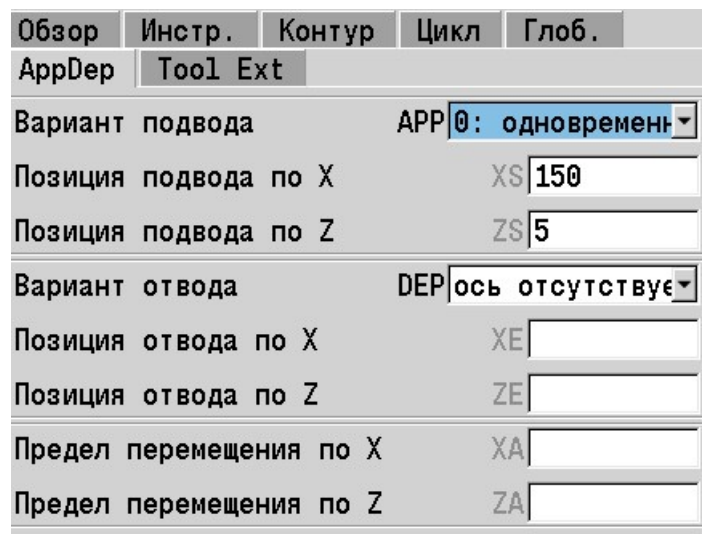 Обзор Инстр. Контур Цикл Глоб.
AppDep Tool Ext
Вариант подвода APP 0: одновременн
Позиция подвода по X XS 150
Позиция подвода по Z ZS 5
Вариант отвода DEP ось отсутствуе
Позиция отвода по X XE
Позиция отвода по Z ZE
Предел перемещения по X XA
Предел перемещения по Z ZA